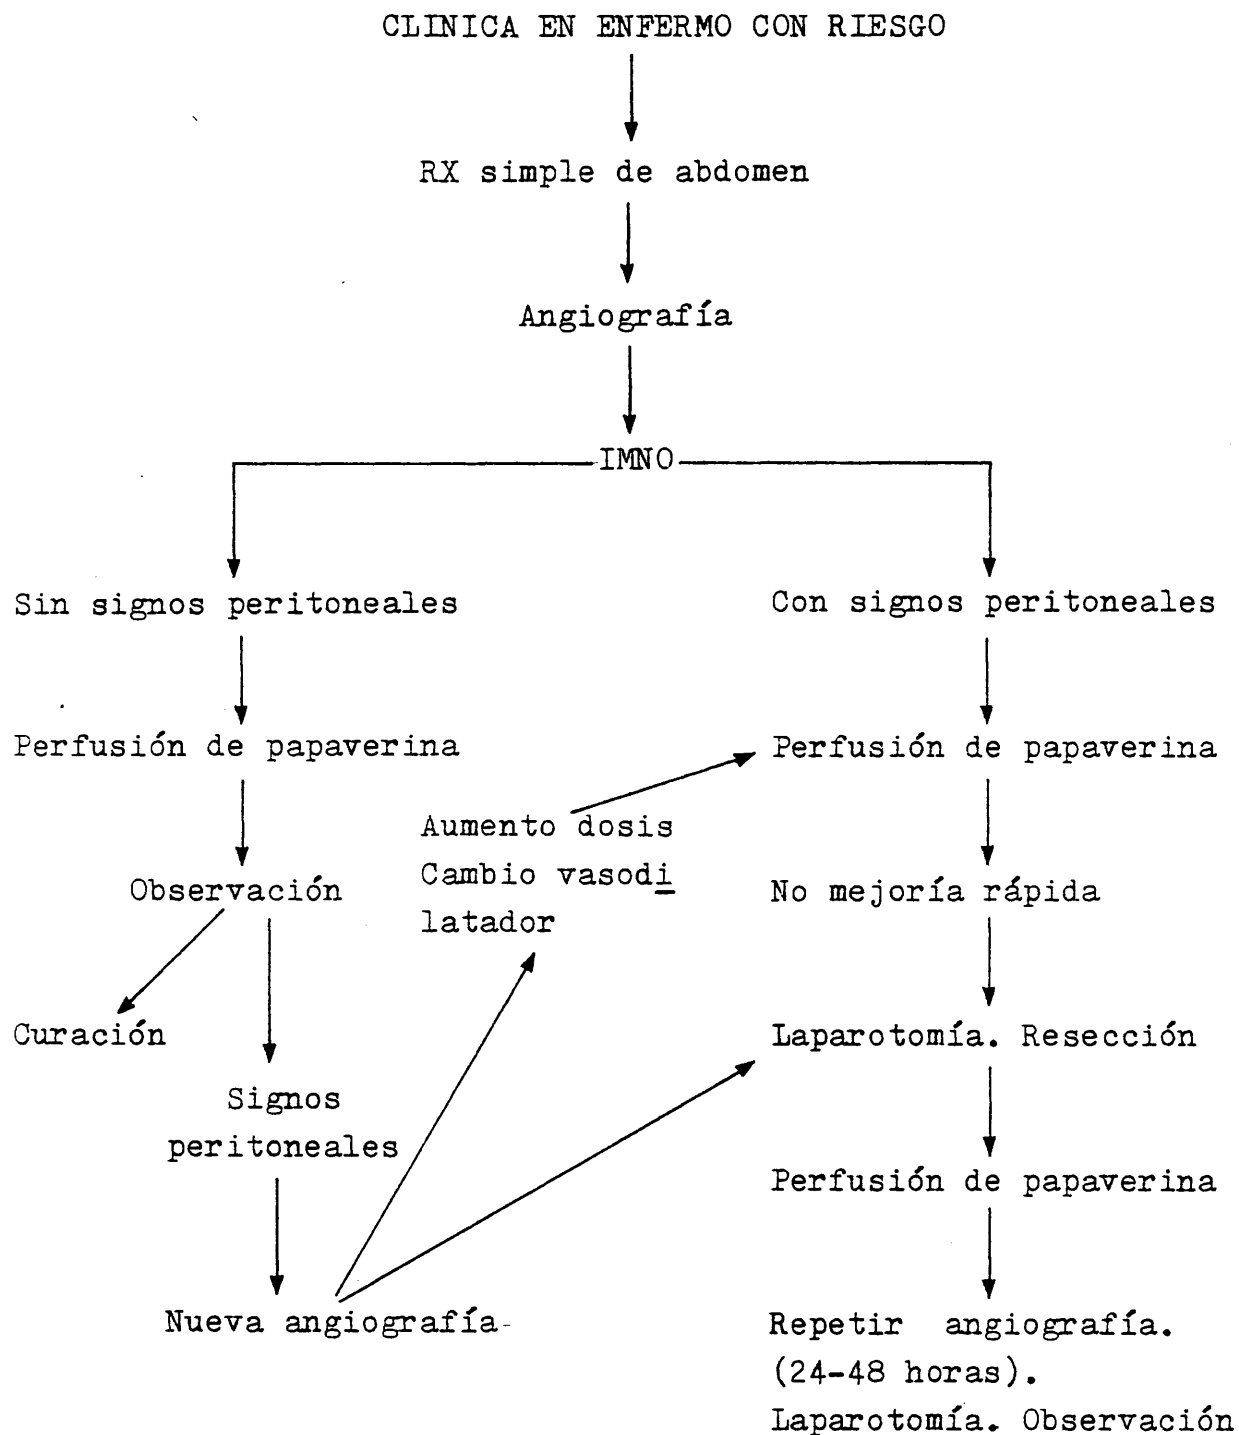 CLINICA EN ENFERMO CON RIESGO
RX simple de abdomen
Angiografía
IMNO
Sin signos peritoneales
Con signos peritoneales
Perfusión de papaverina
Perfusión de papaverina
Aumento dosis
Cambio vasodi
latador
Observación
No mejoría rápida
Curación
Laparotomía. Resección
Signos
peritoneales
Perfusión de papaverina
Nueva angiografía
Repetir angiografía.
(24-48 horas).
Laparotomía. Observación